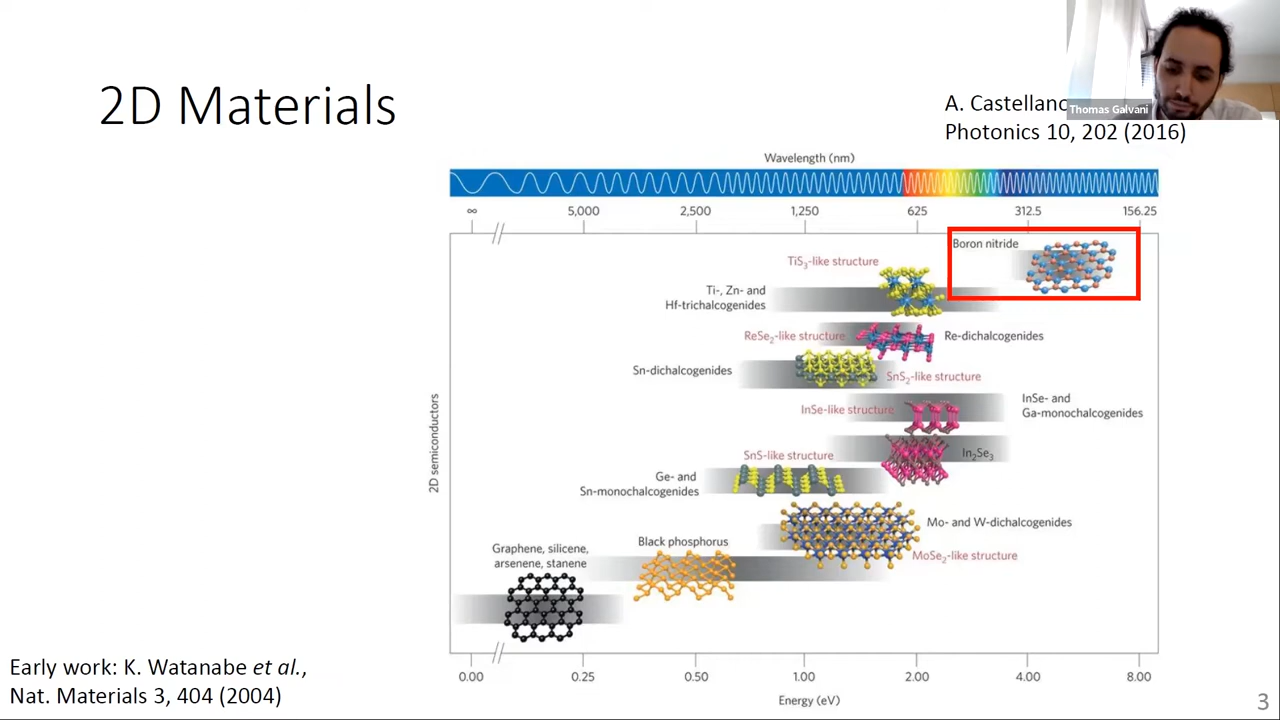 2D Materials
A. Castellanc
Photonics 10, 202 (2016)
Thomas Galvani
Wavelength (nm)
∞ 5,000 2,500 1,250 625 312.5 156.25
Boron nitride
TiS₃-like structure
Ti-, Zn- and
Hf-trichalcogenides
ReSe₂-like structure
Re-dichalcogenides
Sn-dichalcogenides
SnS₂-like structure
InSe- and
Ga-monochalcogenides
InSe-like structure
In₂Se₃
SnS-like structure
Ge- and
Sn-monochalcogenides
Mo- and W-dichalcogenides
MoSe₂-like structure
Black phosphorus
Graphene, silicene,
arsenene, stanene
2D semiconductors
0.00 0.25 0.50 1.00 2.00 4.00 8.00
Energy (eV)
Early work: K. Watanabe et al.,
Nat. Materials 3, 404 (2004)
3